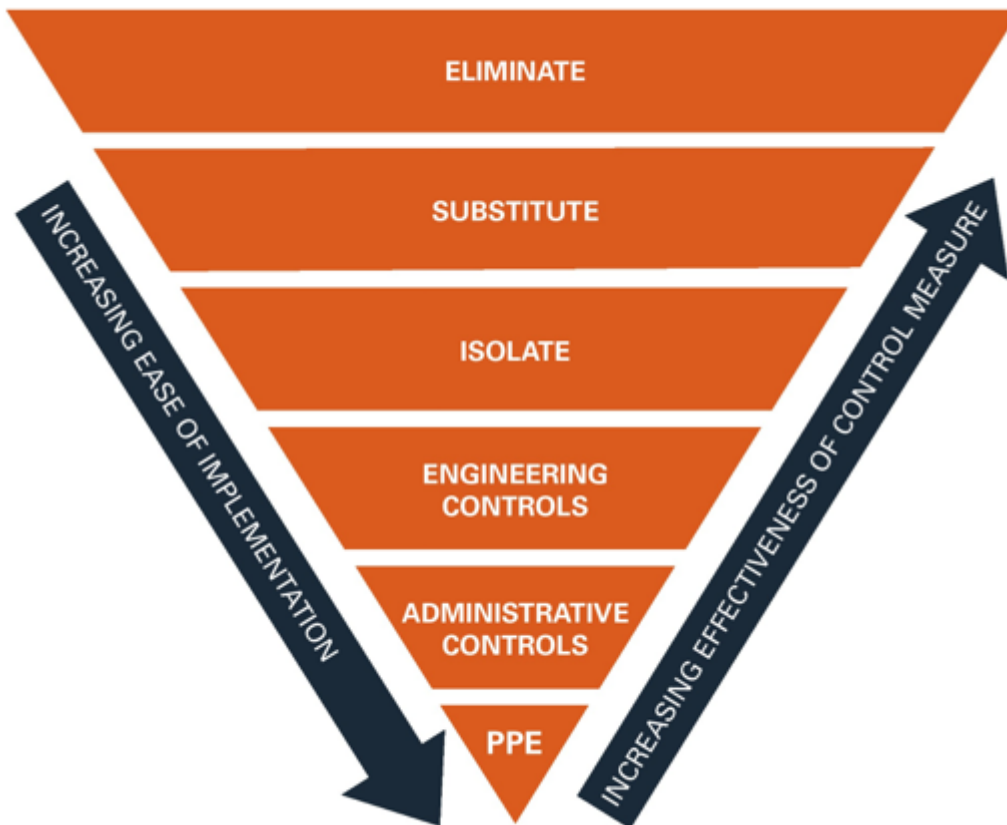 ELIMINATE
SUBSTITUTE
ISOLATE
ENGINEERING
CONTROLS
ADMINISTRATIVE
CONTROLS
PPE
INCREASING EASE OF IMPLEMENTATION
INCREASING EFFECTIVENESS OF CONTROL MEASURE